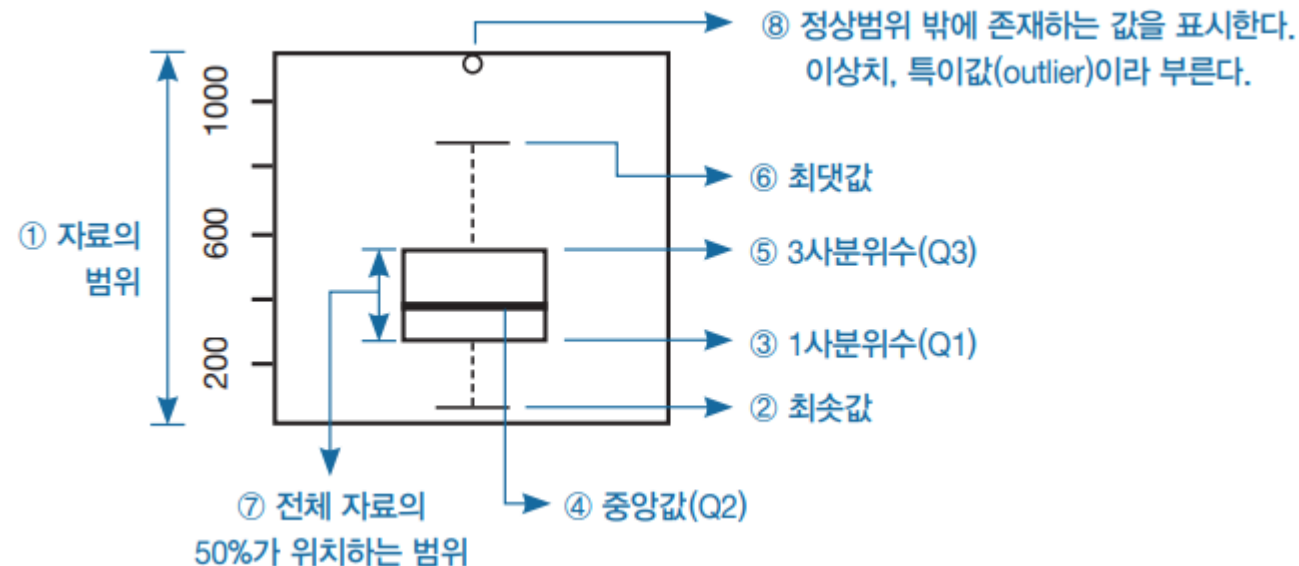 ⑧ 정상범위 밖에 존재하는 값을 표시한다.
이상치, 특이값(outlier)이라 부른다.
1000
⑥ 최댓값
① 자료의
범위
600
⑤ 3사분위수(Q3)
③ 1사분위수(Q1)
200
② 최솟값
⑦ 전체 자료의
50%가 위치하는 범위
④ 중앙값(Q2)